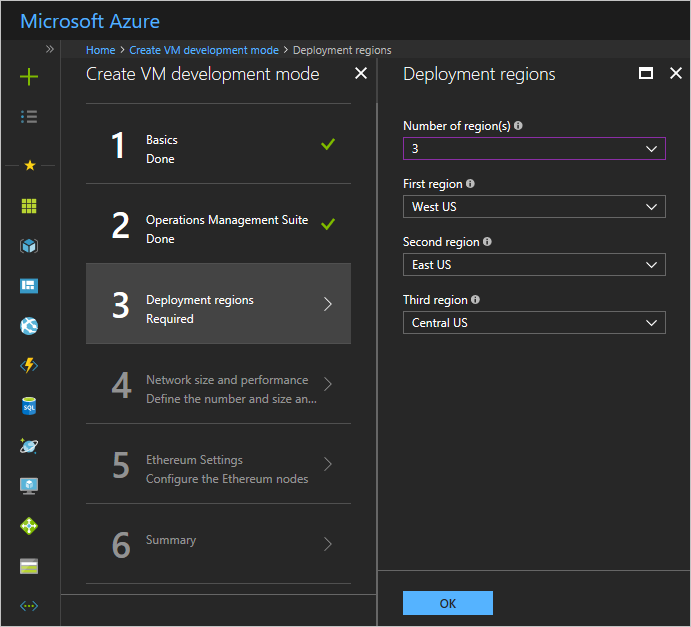 Microsoft Azure
Home > Create VM development mode > Deployment regions
Create VM development mode
1
Basics
Done
2
Operations Management Suite
Done
3
Deployment regions
Required
4
Network size and performance
Define the number and size an...
5
Ethereum Settings
Configure the Ethereum nodes
6
Summary
Deployment regions
Number of region(s)
3
First region
West US
Second region
East US
Third region
Central US
OK
SQL